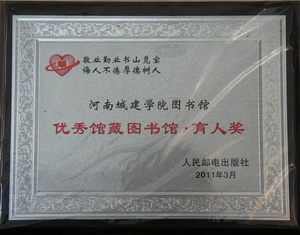 敬业勤业书山觅宝
诲人不倦厚德树人
河南城建学院图书馆
优秀馆藏图书馆·育人奖
人民邮电出版社
2011年3月